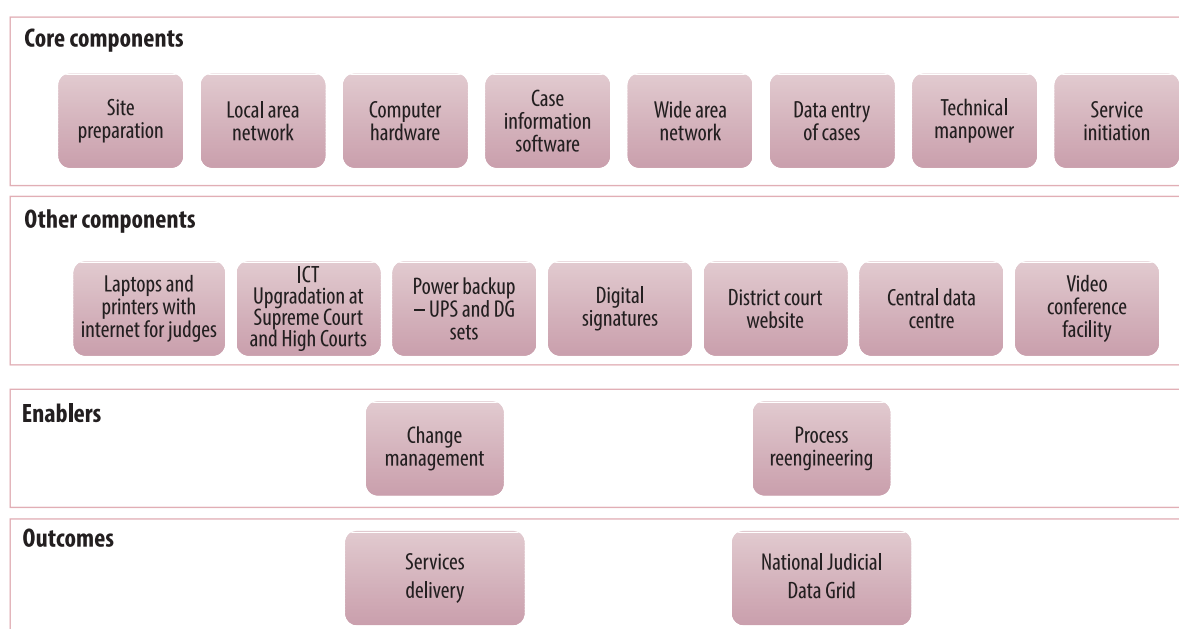 Core components
Site
preparation
Local area
network
Computer
hardware
Case
information
software
Wide area
network
Data entry
of cases
Technical
manpower
Service
initiation
Other components
Laptops and
printers with
internet for judges
ICT
Upgradation at
Supreme Court
and High Courts
Power backup
– UPS and DG
sets
Digital
signatures
District court
website
Central data
centre
Video
conference
facility
Enablers
Change
management
Process
reengineering
Outcomes
Services
delivery
National Judicial
Data Grid